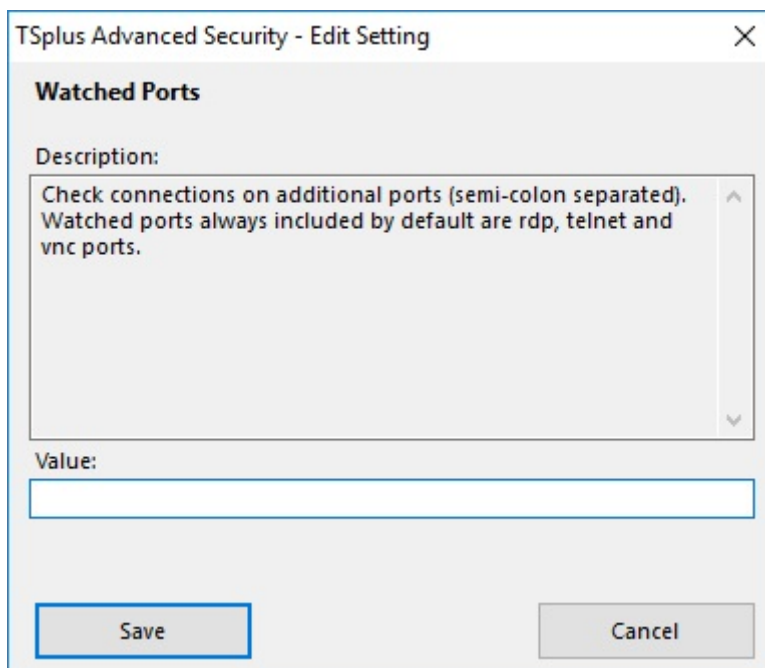 TSplus Advanced Security - Edit Setting
Watched Ports
Description:
Check connections on additional ports (semi-colon separated).
Watched ports always included by default are rdp, telnet and
vnc ports.
Value:
Save
Cancel